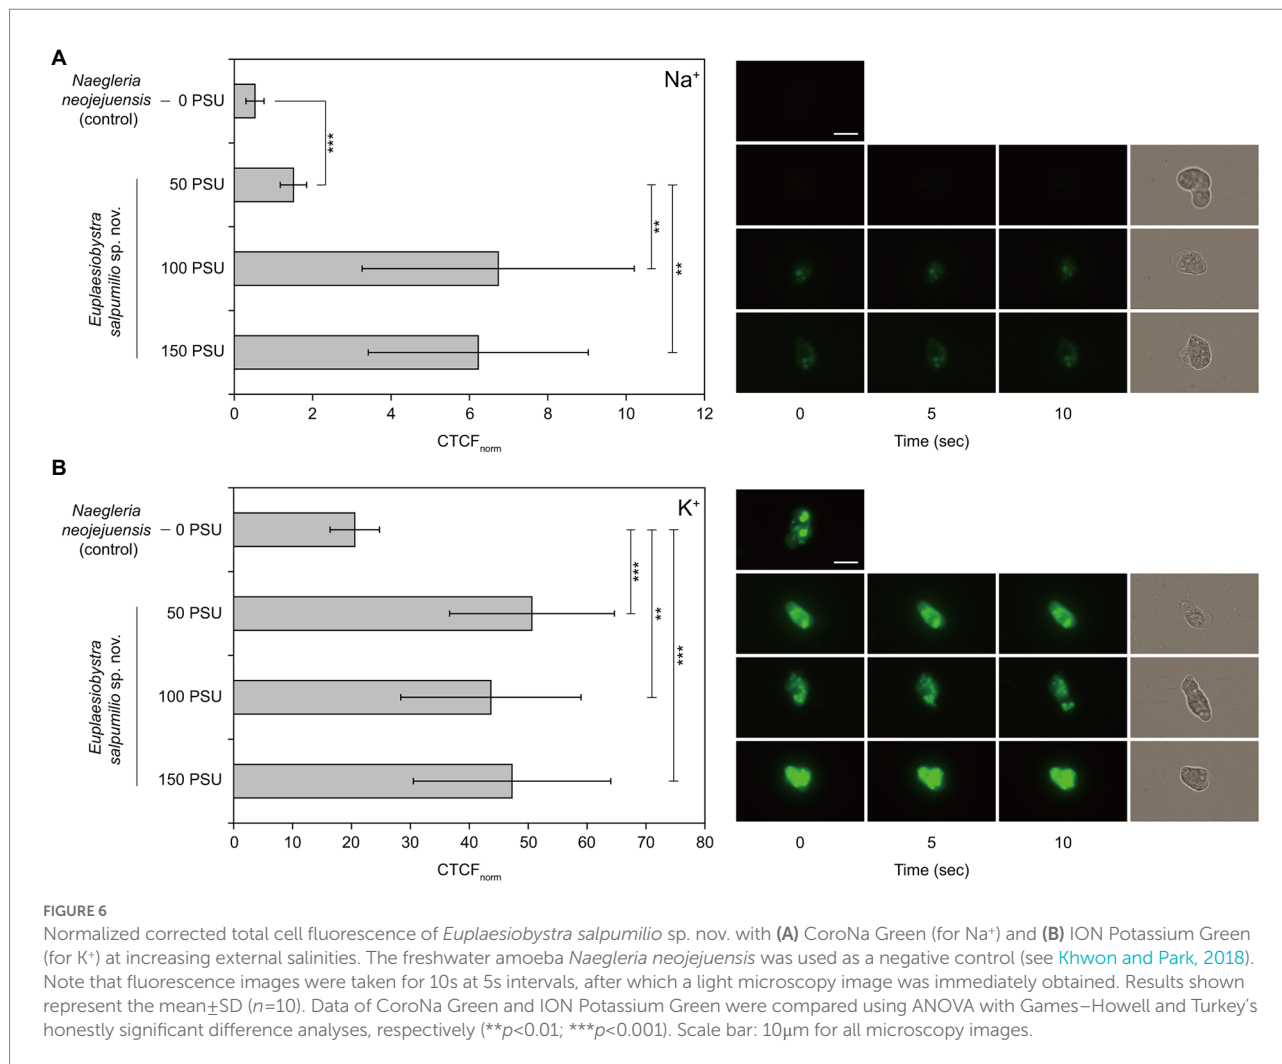 A
Na⁺
Naegleria
neojejuensis
(control)
0 PSU
50 PSU
100 PSU
150 PSU
Euplaesiobystra
salpumilio sp. nov.
***
**
**
0 2 4 6 8 10 12
CTCFnorm
0 5 10
Time (sec)
B
K⁺
Naegleria
neojejuensis
(control)
0 PSU
50 PSU
100 PSU
150 PSU
Euplaesiobystra
salpumilio sp. nov.
***
**
***
0 10 20 30 40 50 60 70 80
CTCFnorm
0 5 10
Time (sec)
FIGURE 6
Normalized corrected total cell fluorescence of Euplaesiobystra salpumilio sp. nov. with (A) CoroNa Green (for Na⁺) and (B) ION Potassium Green
(for K⁺) at increasing external salinities. The freshwater amoeba Naegleria neojejuensis was used as a negative control (see Khwon and Park, 2018).
Note that fluorescence images were taken for 10s at 5s intervals, after which a light microscopy image was immediately obtained. Results shown
represent the mean±SD (n=10). Data of CoroNa Green and ION Potassium Green were compared using ANOVA with Games–Howell and Turkey's
honestly significant difference analyses, respectively (**p<0.01; ***p<0.001). Scale bar: 10μm for all microscopy images.